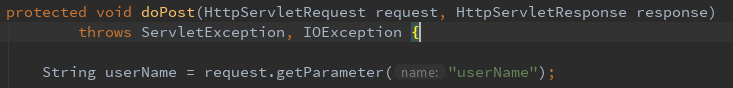 protected void doPost(HttpServletRequest request, HttpServletResponse response)
throws ServletException, IOException {
String userName = request.getParameter( name: "userName");